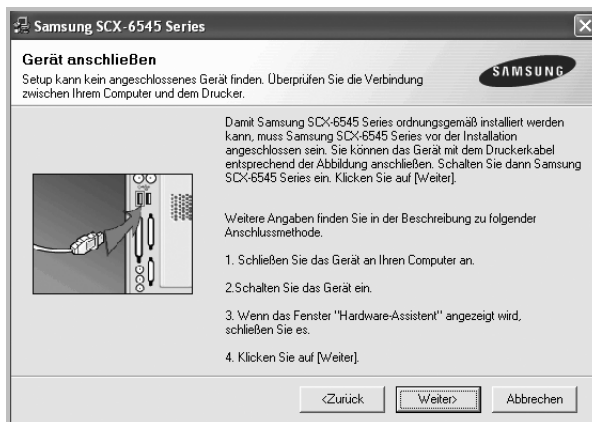 Samsung SCX-6545 Series
Gerät anschließen
Setup kann kein angeschlossenes Gerät finden. Überprüfen Sie die Verbindung
zwischen Ihrem Computer und dem Drucker.
SAMSUNG
Damit Samsung SCX-6545 Series ordnungsgemäß installiert werden
kann, muss Samsung SCX-6545 Series vor der Installation
angeschlossen sein. Sie können das Gerät mit dem Druckerkabel
entsprechend der Abbildung anschließen. Schalten Sie dann Samsung
SCX-6545 Series ein. Klicken Sie auf [Weiter].
Weitere Angaben finden Sie in der Beschreibung zu folgender
Anschlussmethode.
1. Schließen Sie das Gerät an Ihren Computer an.
2.Schalten Sie das Gerät ein.
3. Wenn das Fenster "Hardware-Assistent" angezeigt wird,
schließen Sie es.
4. Klicken Sie auf [Weiter].
<Zurück
Weiter>
Abbrechen